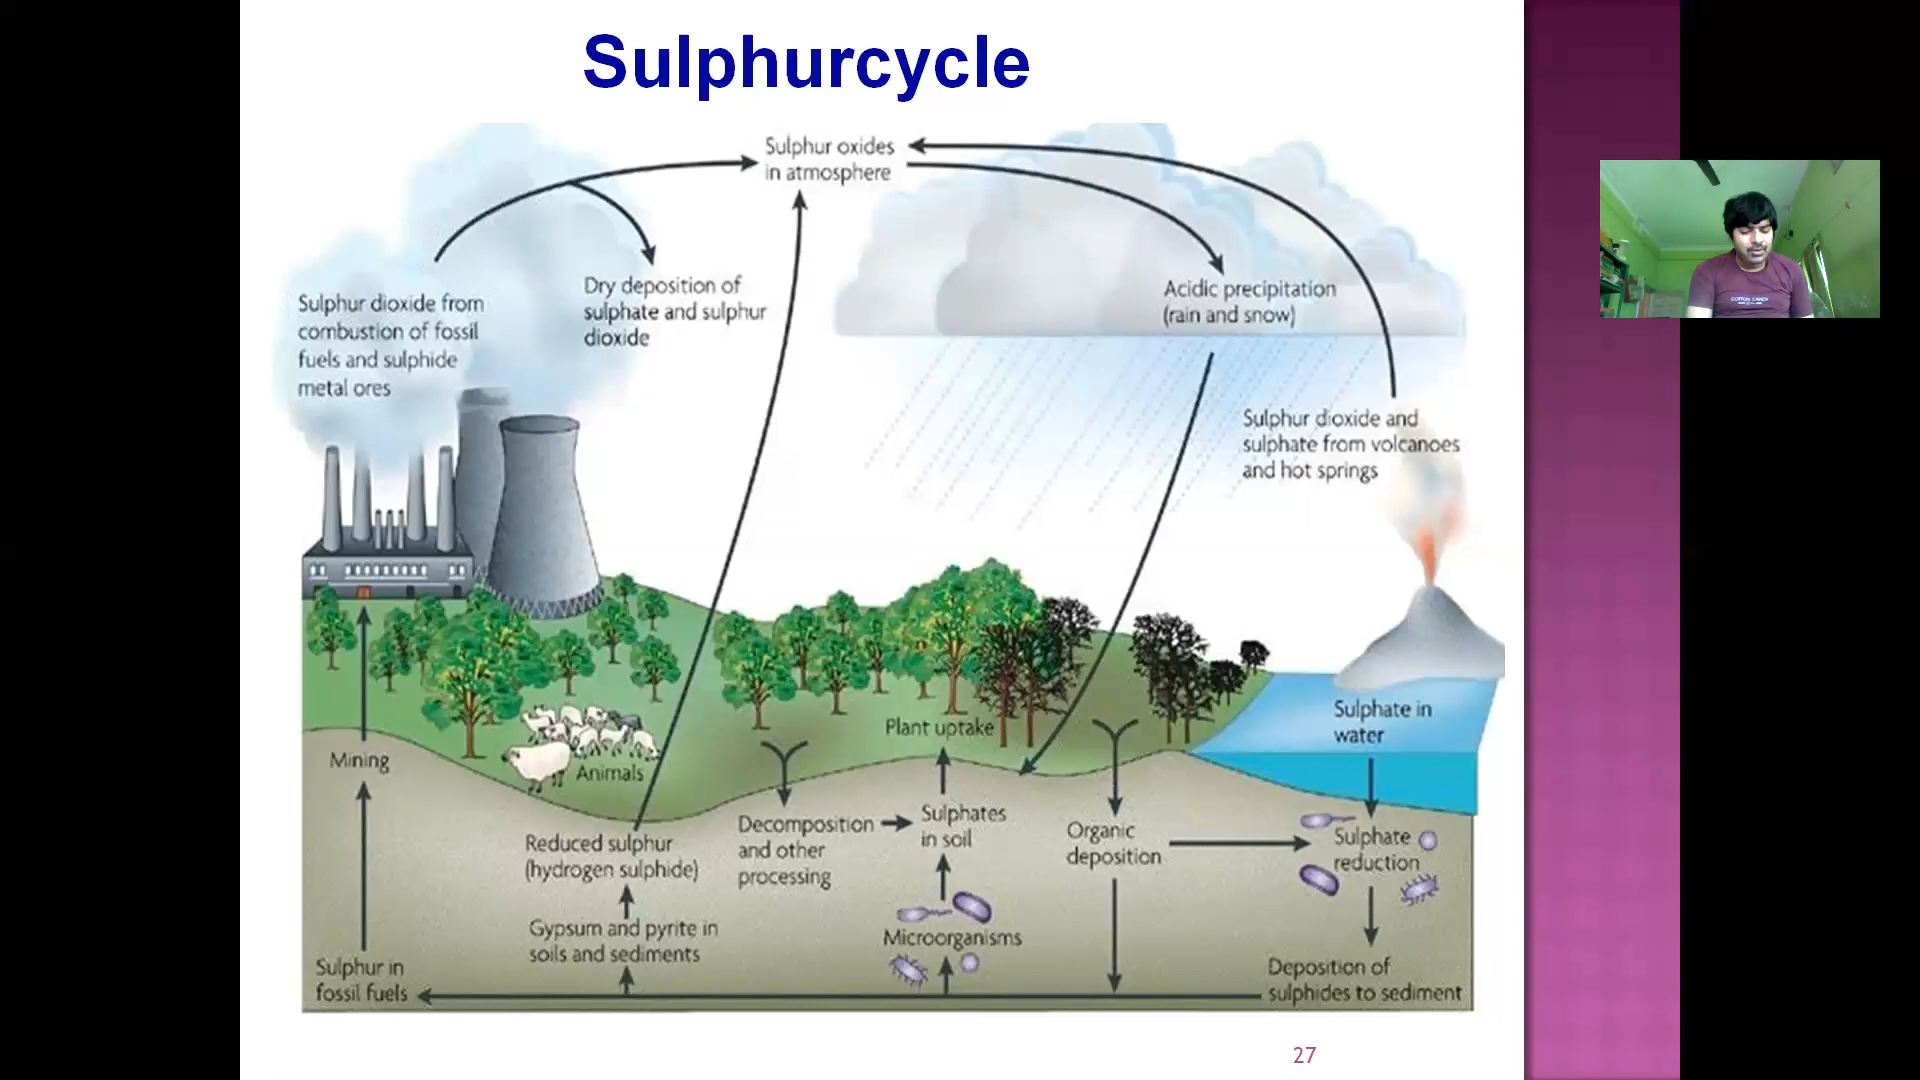 Sulphurcycle
Sulphur oxides
in atmosphere
Sulphur dioxide from
combustion of fossil
fuels and sulphide
metal ores
Dry deposition of
sulphate and sulphur
dioxide
Acidic precipitation
(rain and snow)
Sulphur dioxide and
sulphate from volcanoes
and hot springs
Plant uptake
Sulphate in
water
Mining
Animals
Reduced sulphur
(hydrogen sulphide)
Decomposition
and other
processing
Sulphates
in soil
Organic
deposition
Sulphate
reduction
Gypsum and pyrite in
soils and sediments
Microorganisms
Sulphur in
fossil fuels
Deposition of
sulphides to sediment
27
COTTON CANDY